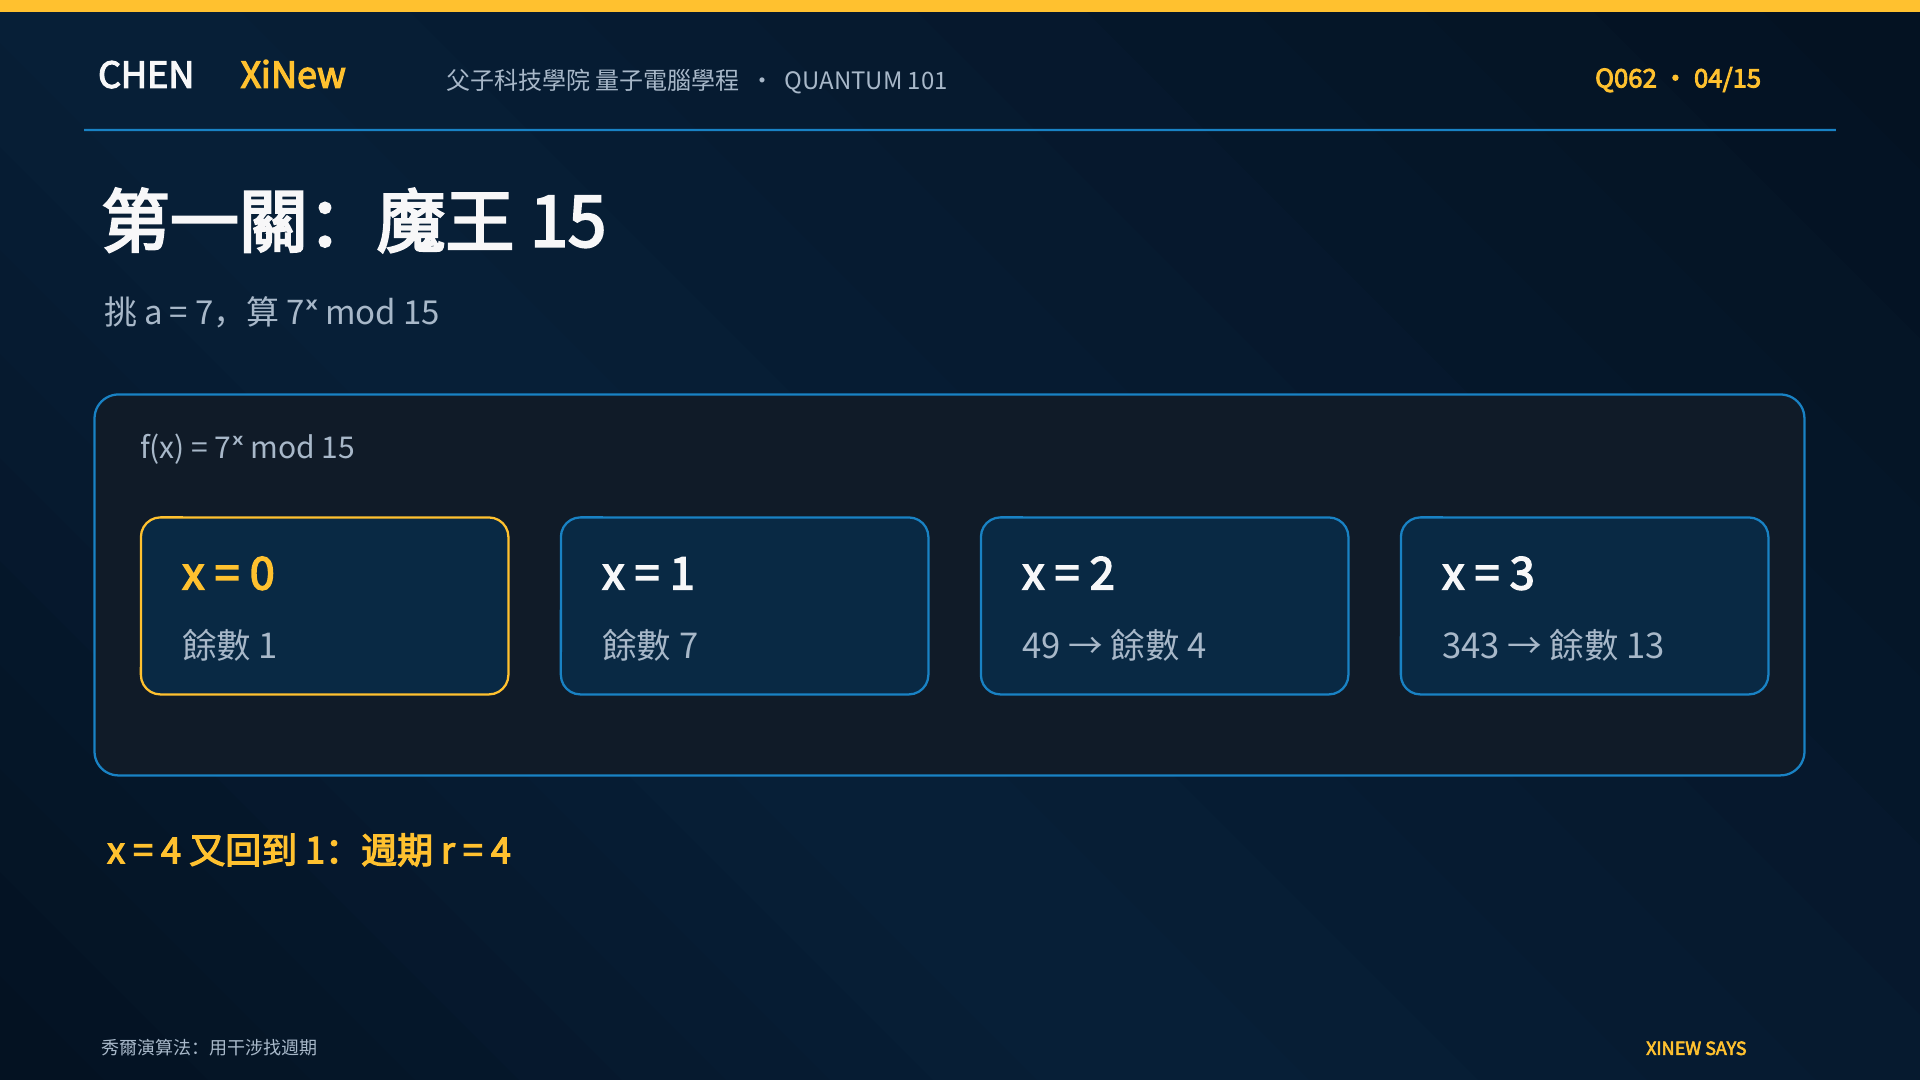 CHEN XiNew 父子科技學院 量子電腦學程 · QUANTUM 101 Q062 · 04/15
第一關：魔王 15
挑 a = 7，算 7ˣ mod 15
f(x) = 7ˣ mod 15
x = 0
餘數 1
x = 1
餘數 7
x = 2
49 → 餘數 4
x = 3
343 → 餘數 13
x = 4 又回到 1：週期 r = 4
秀爾演算法：用干涉找週期
XINEW SAYS